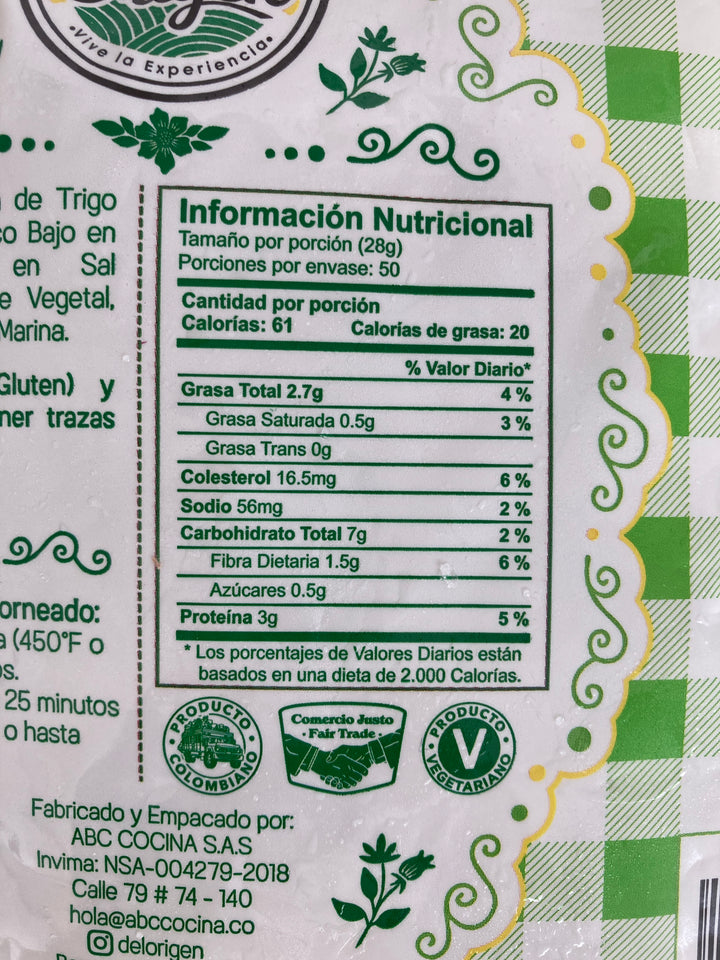 Vive la Experiencia
de Trigo
Bajo en
en Sal
Vegetal,
Marina.
Gluten) y
trazas
orneado:
(450°F o
25 minutos
o hasta
Información Nutricional
Tamaño por porción (28g)
Porciones por envase: 50
Cantidad por porción
Calorías: 61 Calorías de grasa: 20
% Valor Diario*
Grasa Total 2.7g 4 %
Grasa Saturada 0.5g 3 %
Grasa Trans 0g
Colesterol 16.5mg 6 %
Sodio 56mg 2 %
Carbohidrato Total 7g 2 %
Fibra Dietaria 1.5g 6 %
Azúcares 0.5g
Proteína 3g 5 %
* Los porcentajes de Valores Diarios están
basados en una dieta de 2.000 Calorías.
PRODUCTO
COLOMBIANO
Comercio Justo
- Fair Trade -
PRODUCTO
V
VEGETARIANO
Fabricado y Empacado por:
ABC COCINA S.A.S
Invima: NSA-004279-2018
Calle 79 # 74 - 140
hola@abccocina.co
delorigen